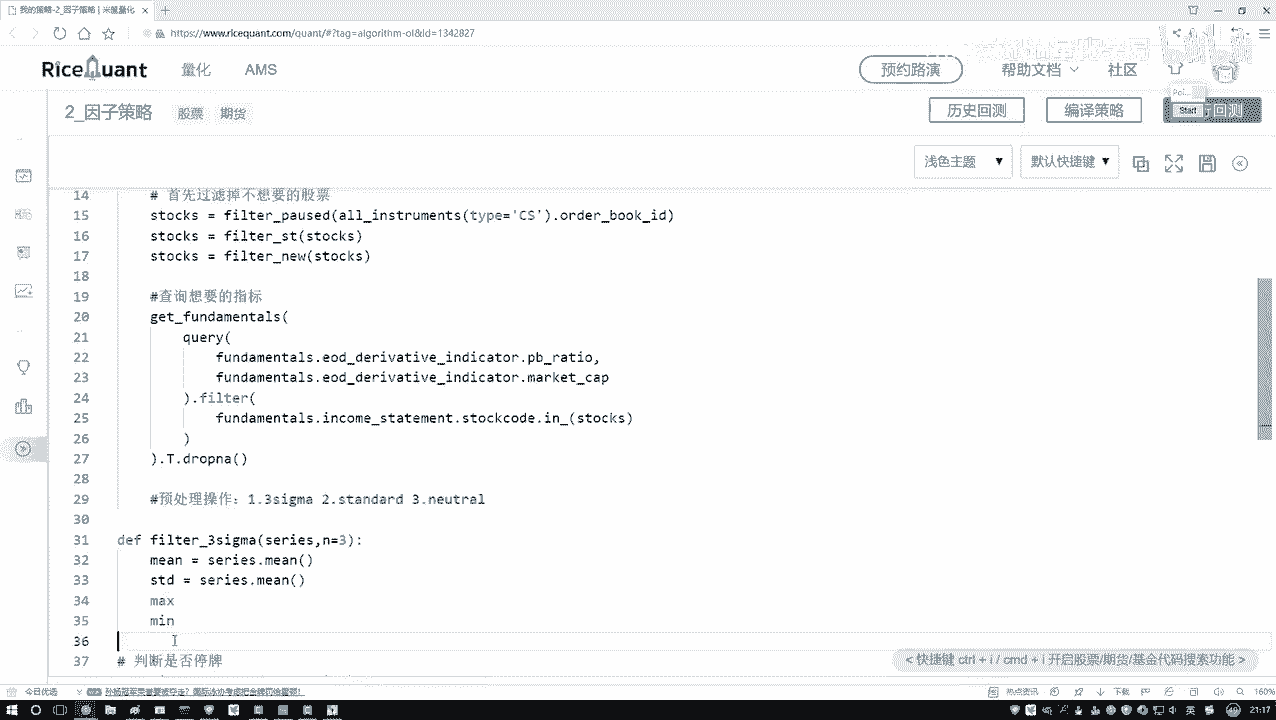 我的策略-2_因子策略 | 米筐量化
https://www.ricequant.com/quant/#?tag=algorithm-ol&id=1342827
RiceQuant 量化 AMS 预约路演 帮助文档 社区
2_因子策略 股票 期货 历史回测 编译策略
Start
浅色主题 默认快捷键
14 # 首先过滤掉不想要的股票
15 stocks = filter_paused(all_instruments(type='CS').order_book_id)
16 stocks = filter_st(stocks)
17 stocks = filter_new(stocks)
18
19 #查询想要的指标
20 get_fundamentals(
21 query(
22 fundamentals.eod_derivative_indicator.pb_ratio,
23 fundamentals.eod_derivative_indicator.market_cap
24 ).filter(
25 fundamentals.income_statement.stockcode.in_(stocks)
26 )
27 ).T.dropna()
28
29 #预处理操作：1.3sigma 2.standard 3.neutral
30
31 def filter_3sigma(series,n=3):
32 mean = series.mean()
33 std = series.mean()
34 max
35 min
36
37 # 判断是否停牌
<快捷键 ctrl + i / cmd + i 开启股票/期货/基金代码搜索功能 >
今日优选
热点资讯 下载 160%
英 21:17